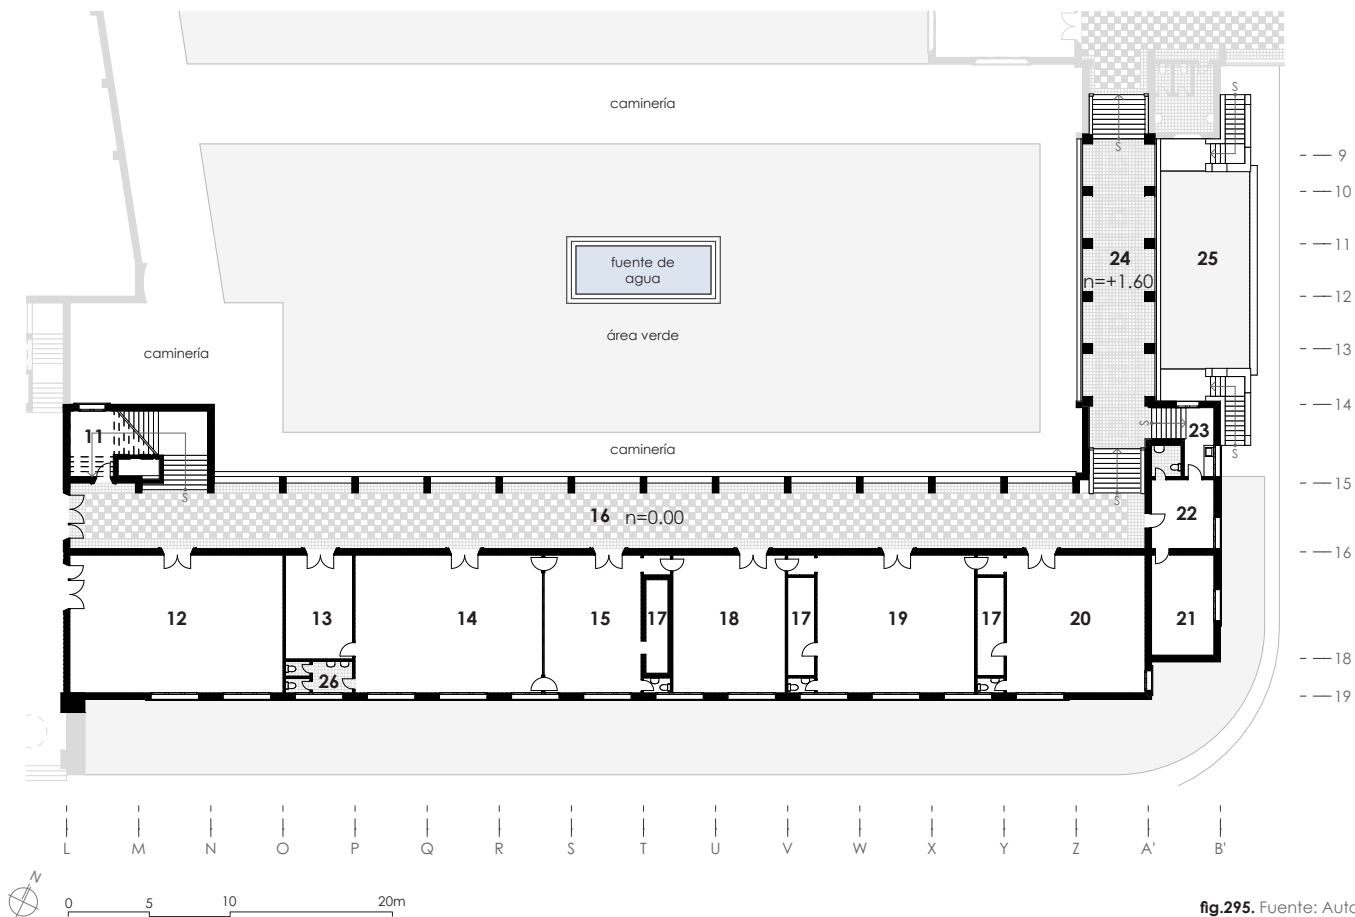 caminería
S
S
9
10
11
24
25
fuente de
agua
n=+1.60
12
área verde
13
caminería
14
11
S
23
caminería
S
15
S
S
16 n=0.00
22
16
12
13
14
15
17
18
17
19
17
20
21
18
26
19
L M N O P Q R S T U V W X Y Z A' B'
N
0 5 10 20m
fig.295. Fuente: Auto